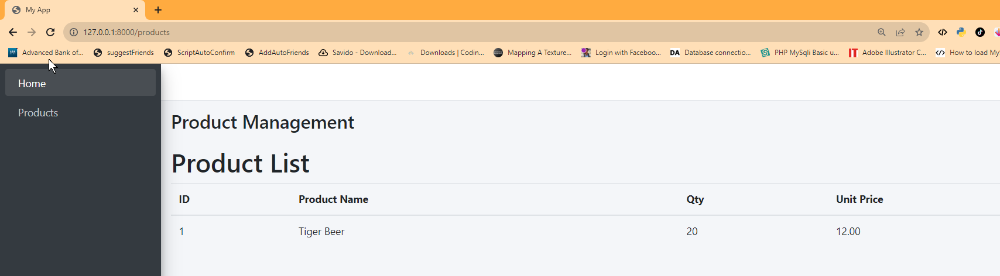 My App
127.0.0.1:8000/products
Advanced Bank of... suggestFriends ScriptAutoConfirm AddAutoFriends Savido - Download... Downloads | Codin... Mapping A Texture... Login with Faceboo... DA Database connectio... PHP MySqli Basic u... IT Adobe Illustrator C... How to load My
Home
Products
Product Management
Product List
ID Product Name Qty Unit Price
1 Tiger Beer 20 12.00